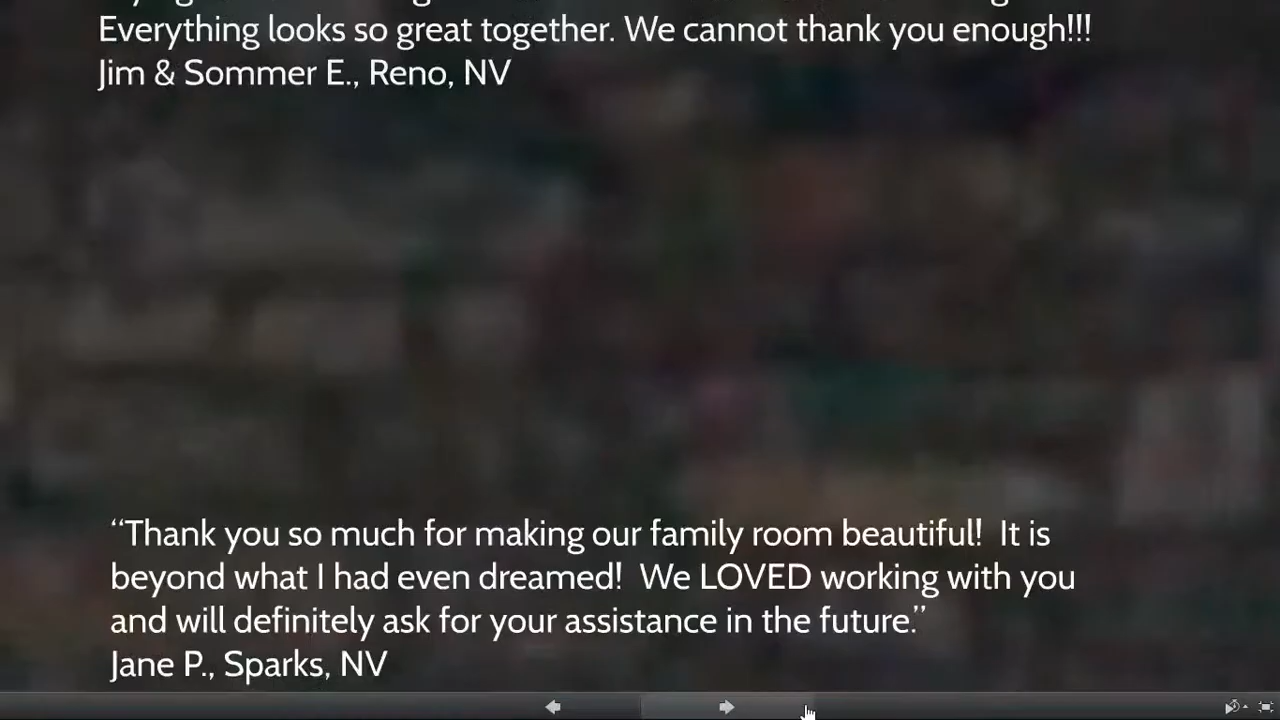 Everything looks so great together. We cannot thank you enough!!!
Jim & Sommer E., Reno, NV
“Thank you so much for making our family room beautiful!  It is
beyond what I had even dreamed!  We LOVED working with you
and will definitely ask for your assistance in the future.”
Jane P., Sparks, NV